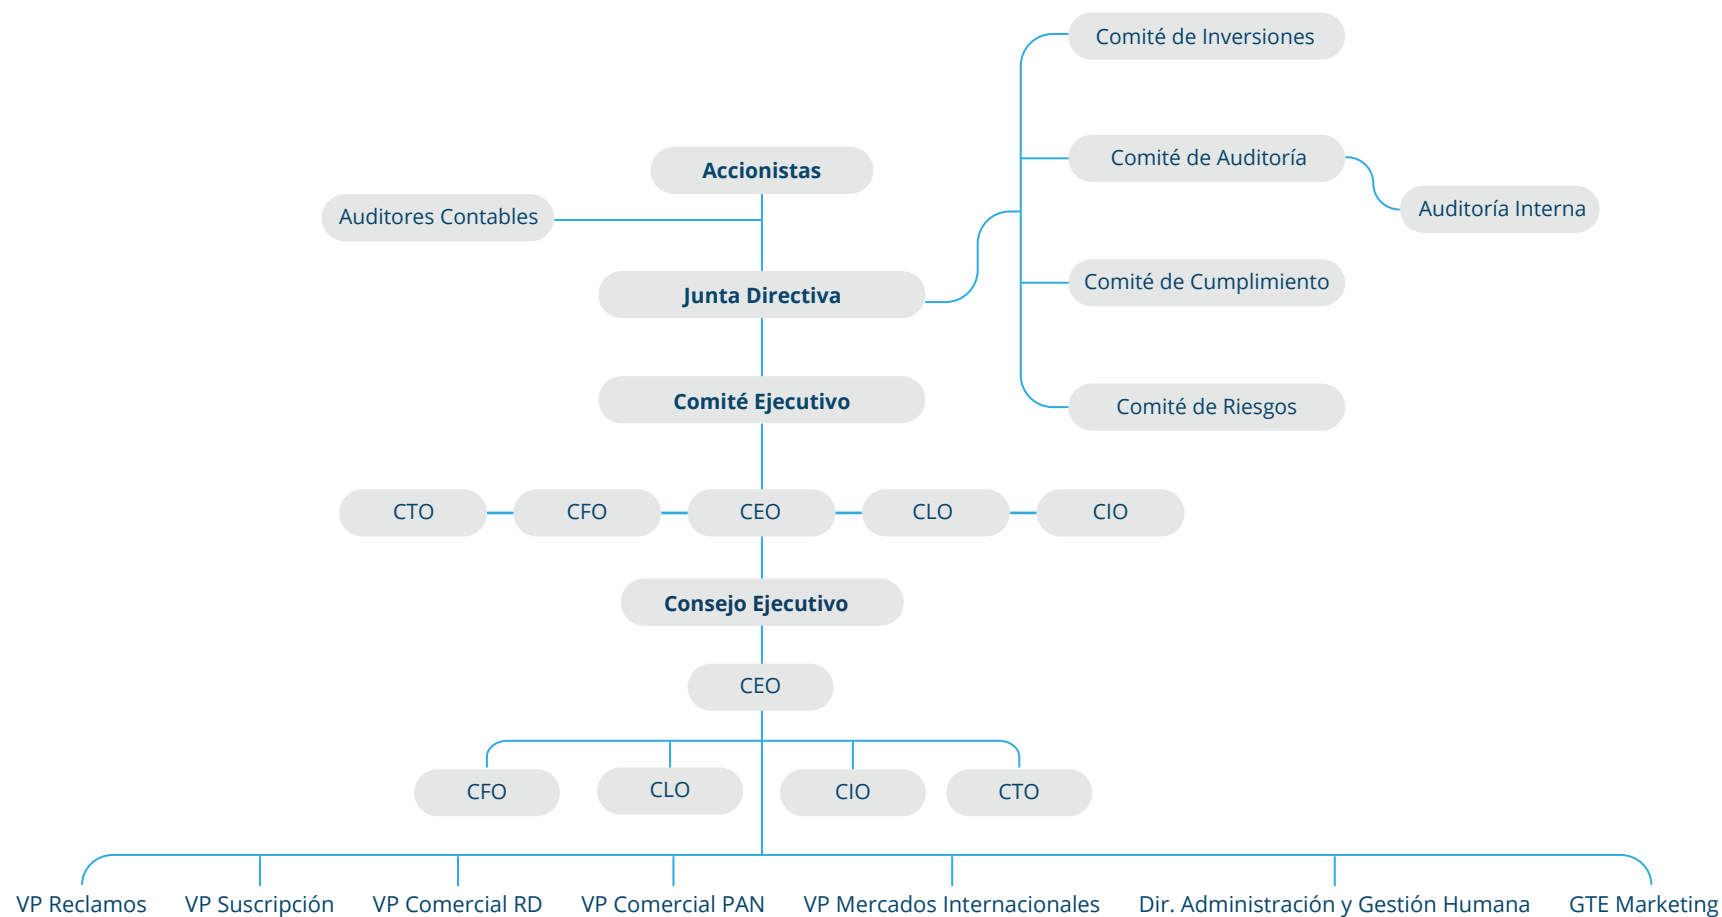 Comité de Inversiones
Comité de Auditoría
Accionistas
Auditoría Interna
Auditores Contables
Comité de Cumplimiento
Junta Directiva
Comité Ejecutivo
Comité de Riesgos
CTO
CFO
CEO
CLO
CIO
Consejo Ejecutivo
CEO
CFO
CLO
CIO
CTO
VP Reclamos
VP Suscripción
VP Comercial RD
VP Comercial PAN
VP Mercados Internacionales
Dir. Administración y Gestión Humana
GTE Marketing